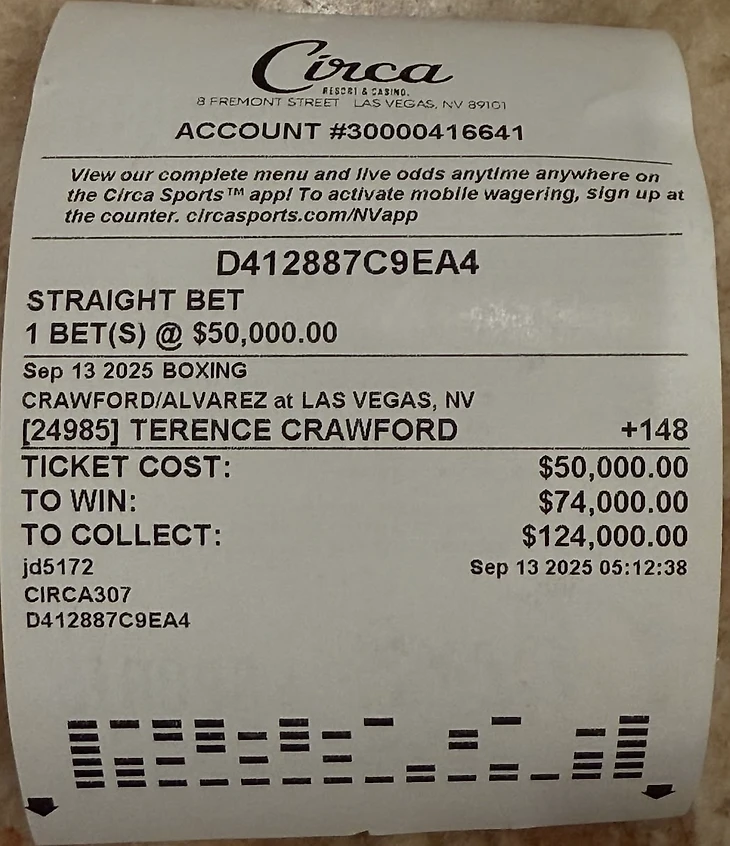 Circa
RESORT & CASINO.
8 FREMONT STREET LAS VEGAS, NV 89101
ACCOUNT #30000416641
View our complete menu and live odds anytime anywhere on
the Circa Sports™ app! To activate mobile wagering, sign up at
the counter. circasports.com/NVapp
D412887C9EA4
STRAIGHT BET
1 BET(S) @ $50,000.00
Sep 13 2025 BOXING
CRAWFORD/ALVAREZ at LAS VEGAS, NV
[24985] TERENCE CRAWFORD +148
TICKET COST: $50,000.00
TO WIN: $74,000.00
TO COLLECT: $124,000.00
jd5172 Sep 13 2025 05:12:38
CIRCA307
D412887C9EA4